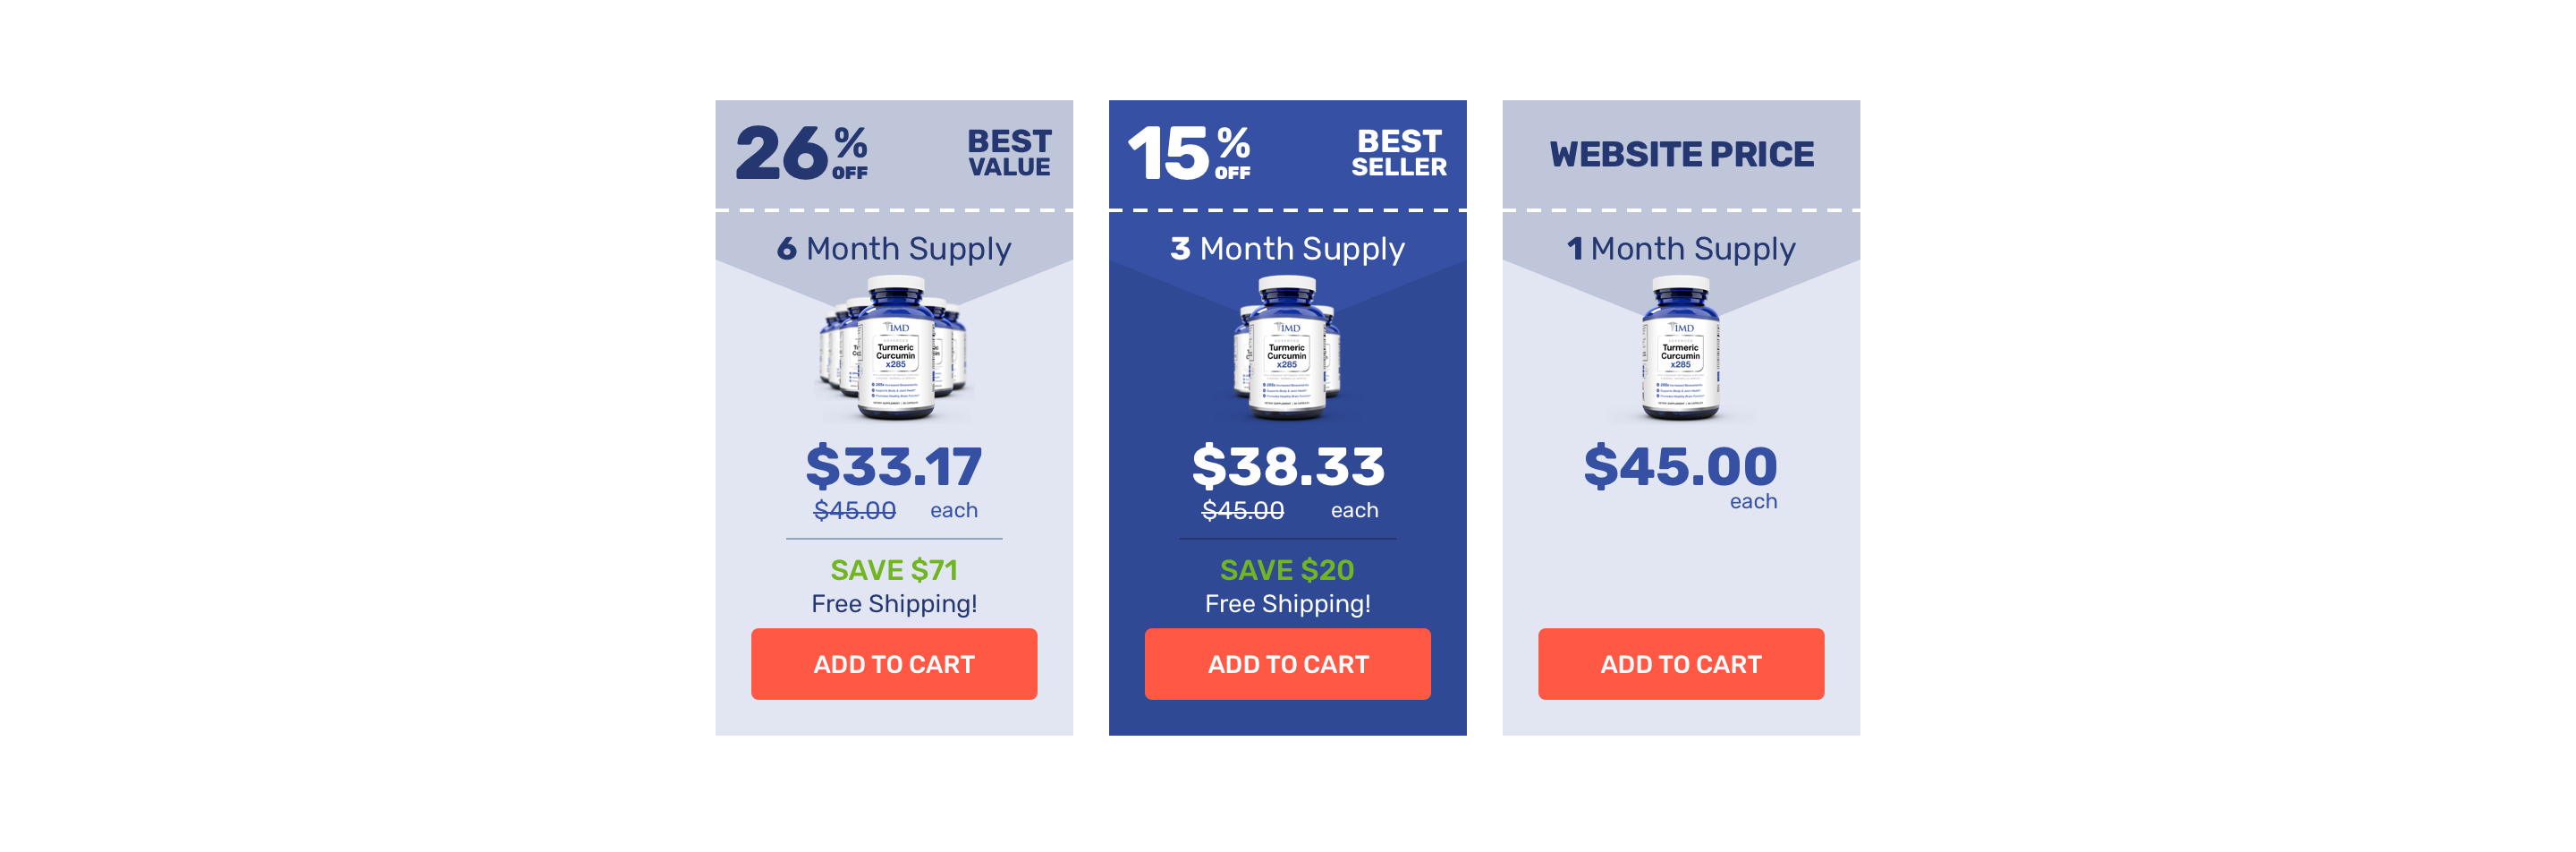 26% OFF
BEST VALUE
6 Month Supply
IMD
Turmeric
Curcumin
x285
$33.17
$45.00 each
SAVE $71
Free Shipping!
ADD TO CART
15% OFF
BEST SELLER
3 Month Supply
IMD
Turmeric
Curcumin
x285
$38.33
$45.00 each
SAVE $20
Free Shipping!
ADD TO CART
WEBSITE PRICE
1 Month Supply
IMD
Turmeric
Curcumin
x285
$45.00
each
ADD TO CART